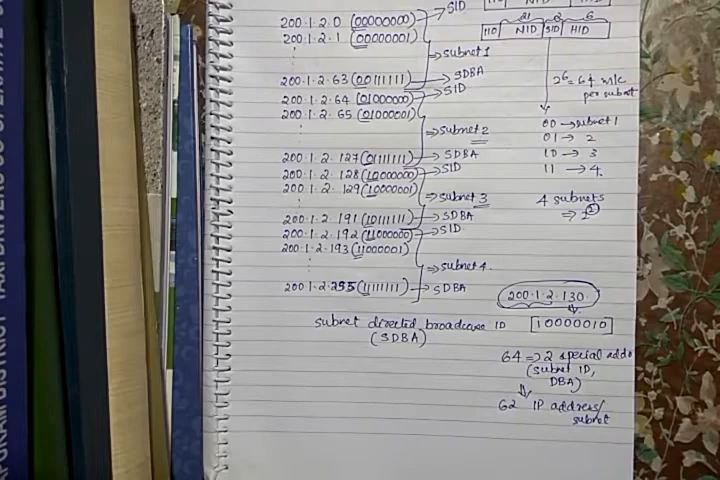 200.1.2.0 (00000000) → SID
200.1.2.1 (00000001)
⇒ subnet 1
200.1.2.63 (00111111) → SDBA
200.1.2.64 (01000000) → SID
200.1.2.65 (01000001)
⇒ subnet 2
200.1.2.127 (01111111) → SDBA
200.1.2.128 (10000000) → SID
200.1.2.129 (10000001)
⇒ subnet 3
200.1.2.191 (10111111) → SDBA
200.1.2.192 (11000000) → SID
200.1.2.193 (11000001)
⇒ subnet 4.
200.1.2.255 (11111111) → SDBA
subnet directed broadcase ID
(SDBA)
21 2 6
110 NID SID HID
2^6 = 64 m/c
per subnet
00 → subnet 1
01 → 2
10 → 3
11 → 4.
4 subnets
200.1.2.130
10000010
64 ⇒ 2 special addr
(subnet ID,
DBA)
62 IP address/
subnet